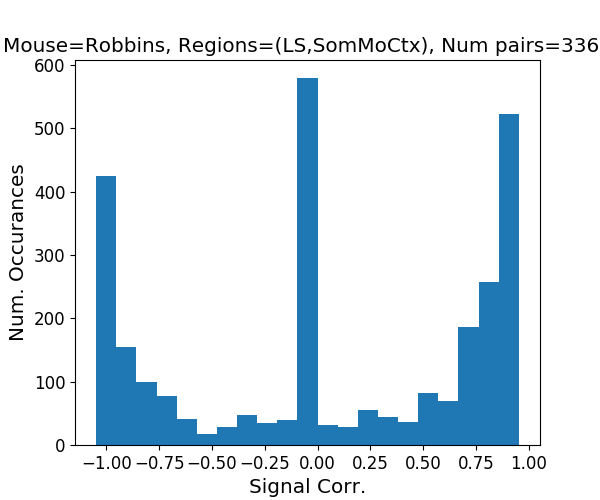 Mouse=Robbins, Regions=(LS,SomMoCtx), Num pairs=336
600
500
400
300
200
100
0
Num. Occurances
−1.00 −0.75 −0.50 −0.25 0.00 0.25 0.50 0.75 1.00
Signal Corr.